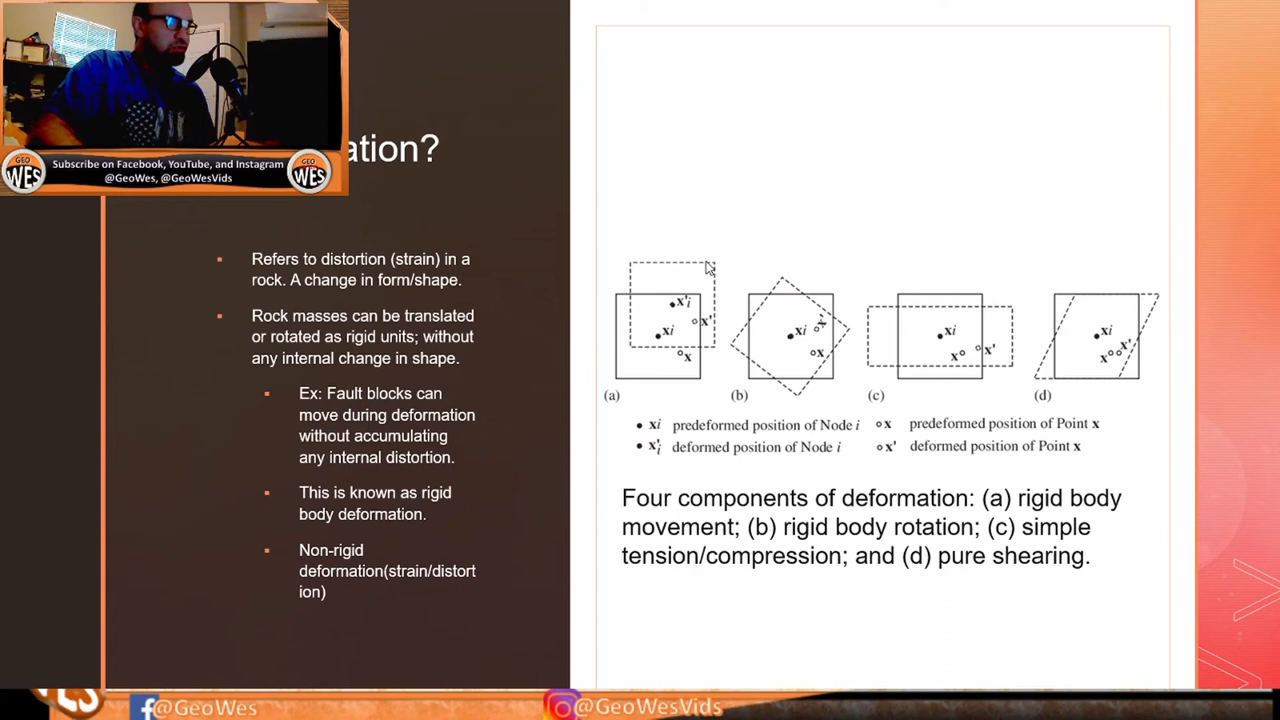 GEO
WES
Subscribe on Facebook, YouTube, and Instagram
@GeoWes, @GeoWesVids
GEO
WES
ation?
▪ Refers to distortion (strain) in a
rock. A change in form/shape.
▪ Rock masses can be translated
or rotated as rigid units; without
any internal change in shape.
▪ Ex: Fault blocks can
move during deformation
without accumulating
any internal distortion.
▪ This is known as rigid
body deformation.
▪ Non-rigid
deformation(strain/distort
ion)
x'i
x'
xi
x
(a)
xi
x'
x
(b)
xi
x
x'
(c)
xi
x'
x
(d)
• xi predeformed position of Node i
• x'i deformed position of Node i
∘ x predeformed position of Point x
∘ x' deformed position of Point x
Four components of deformation: (a) rigid body
movement; (b) rigid body rotation; (c) simple
tension/compression; and (d) pure shearing.
@GeoWes
@GeoWesVids